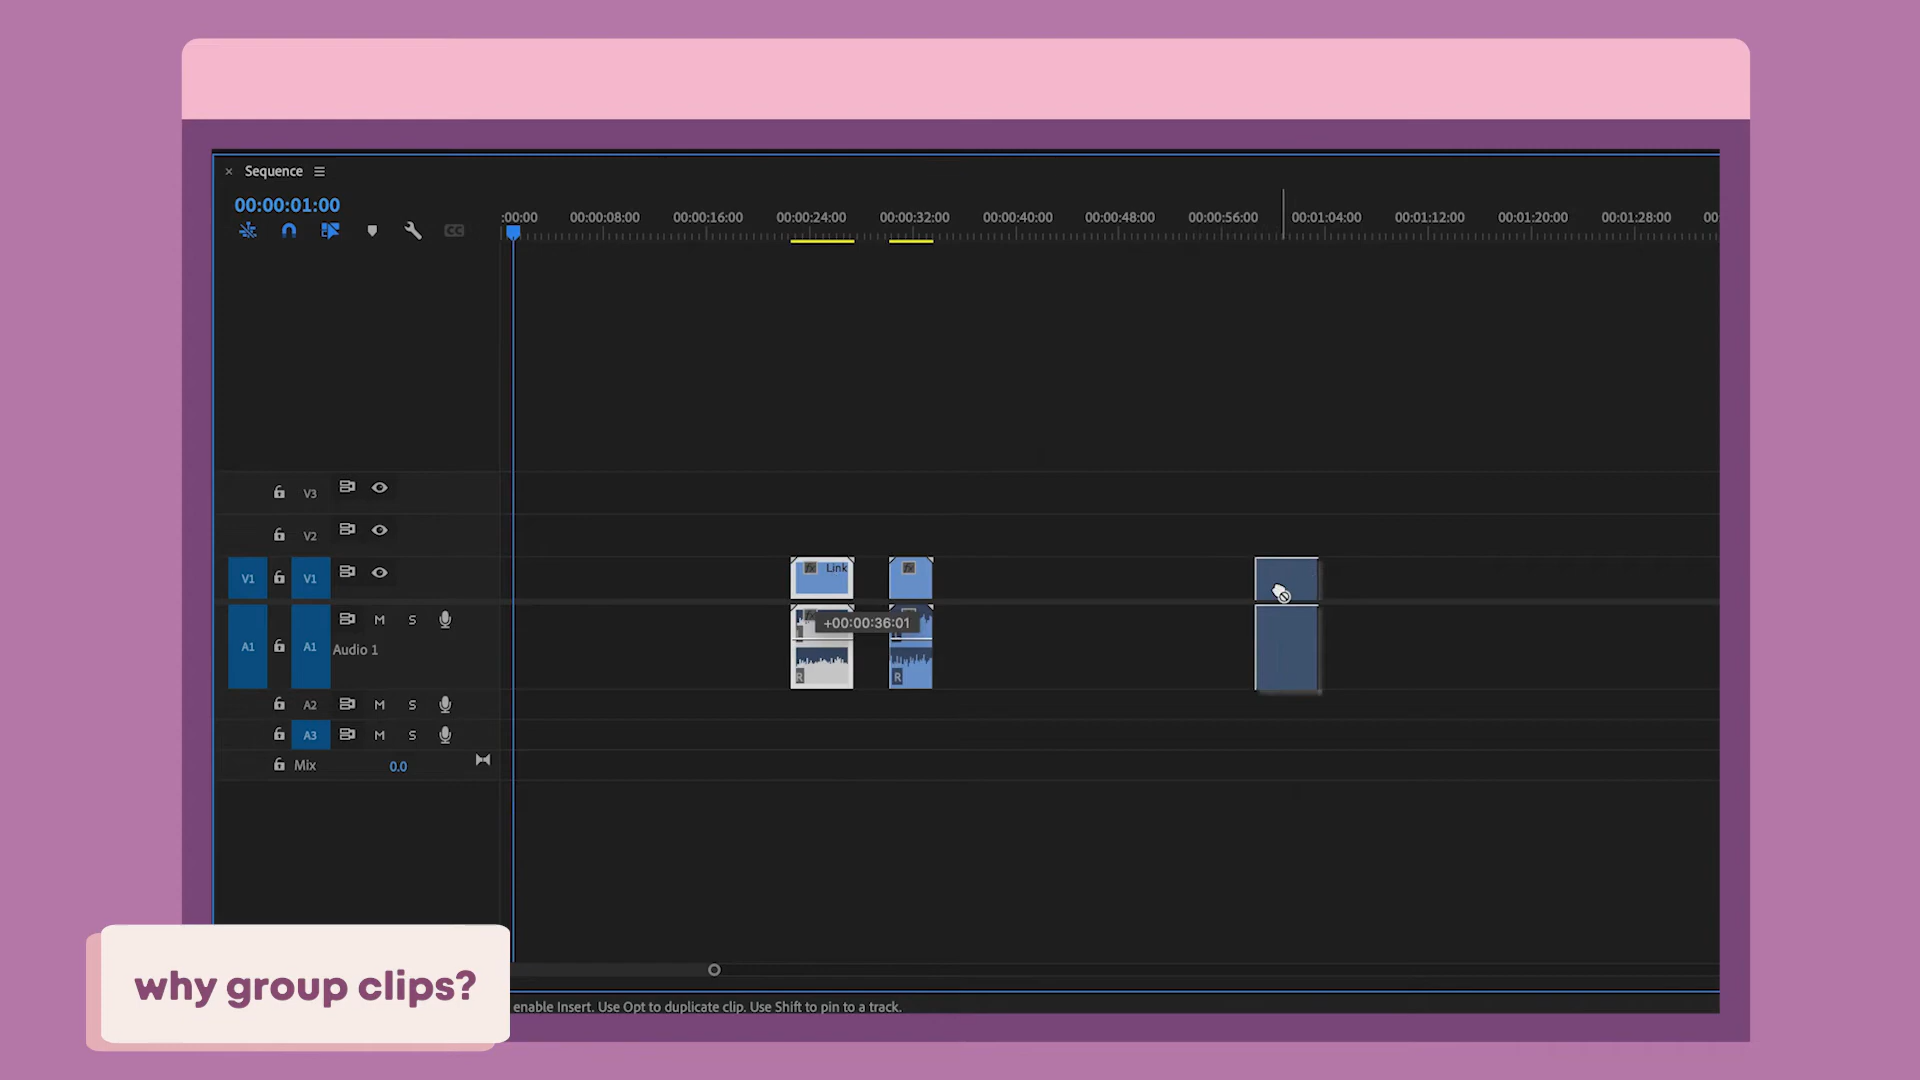 × Sequence
00:00:01:00
:00:00 00:00:08:00 00:00:16:00 00:00:24:00 00:00:32:00 00:00:40:00 00:00:48:00 00:00:56:00 00:01:04:00 00:01:12:00 00:01:20:00 00:01:28:00 00:
CC
V3
V2
V1 V1 fx Link fx
A1 A1 M S +00:00:36:01
Audio 1
R R
A2 M S
A3 M S
Mix 0.0
why group clips?
enable Insert. Use Opt to duplicate clip. Use Shift to pin to a track.